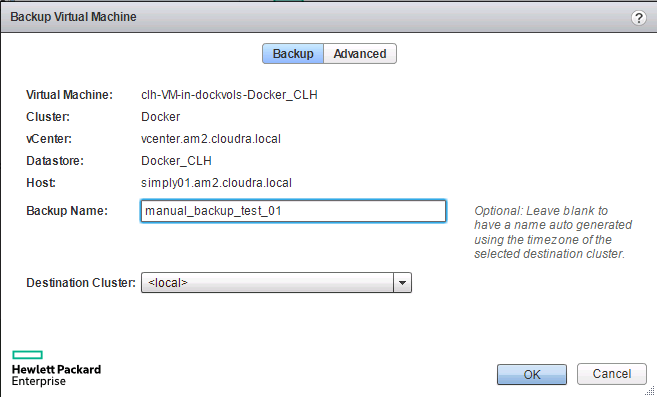 Backup Virtual Machine
?
Backup Advanced
Virtual Machine: clh-VM-in-dockvols-Docker_CLH
Cluster: Docker
vCenter: vcenter.am2.cloudra.local
Datastore: Docker_CLH
Host: simply01.am2.cloudra.local
Backup Name: manual_backup_test_01
Optional: Leave blank to
have a name auto generated
using the timezone of the
selected destination cluster.
Destination Cluster: <local>
Hewlett Packard
Enterprise
OK Cancel